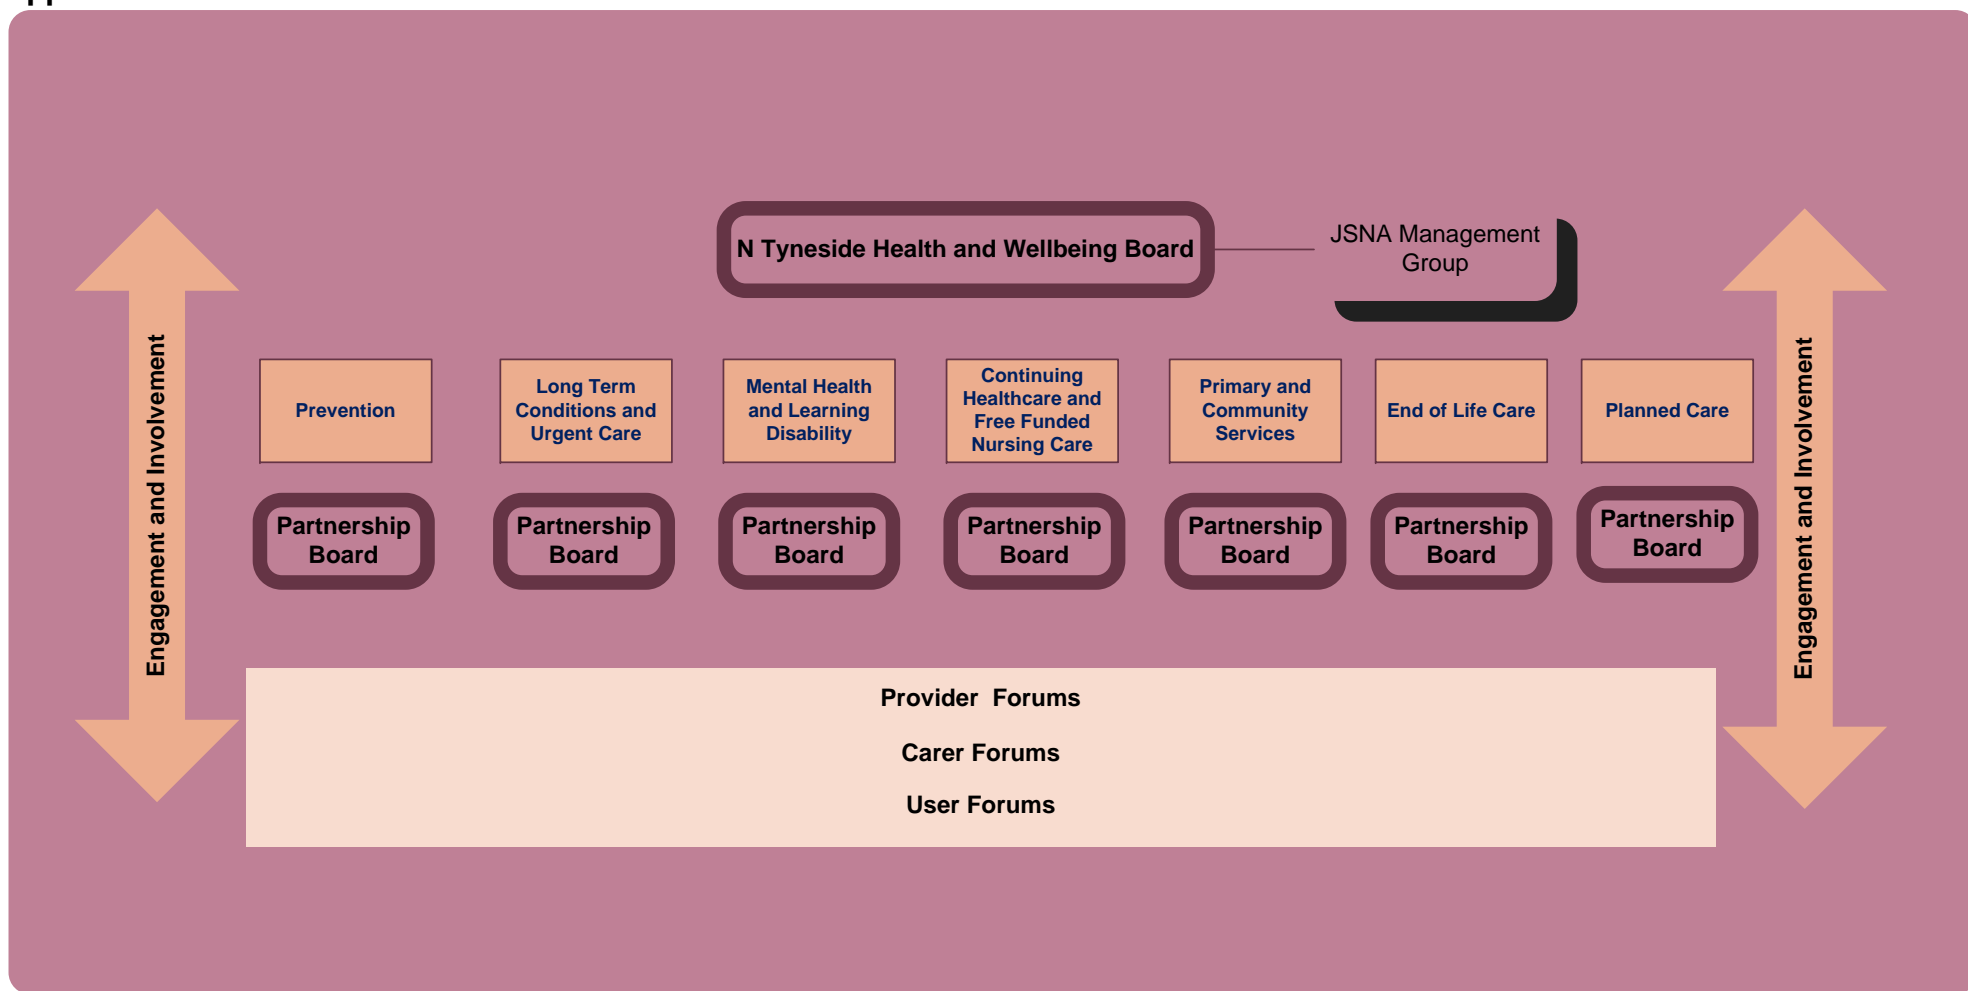 N Tyneside Health and Wellbeing Board
JSNA Management
Group
Engagement and Involvement
Prevention
Long Term
Conditions and
Urgent Care
Mental Health
and Learning
Disability
Continuing
Healthcare and
Free Funded
Nursing Care
Primary and
Community
Services
End of Life Care
Planned Care
Engagement and Involvement
Partnership
Board
Partnership
Board
Partnership
Board
Partnership
Board
Partnership
Board
Partnership
Board
Partnership
Board
Provider Forums
Carer Forums
User Forums